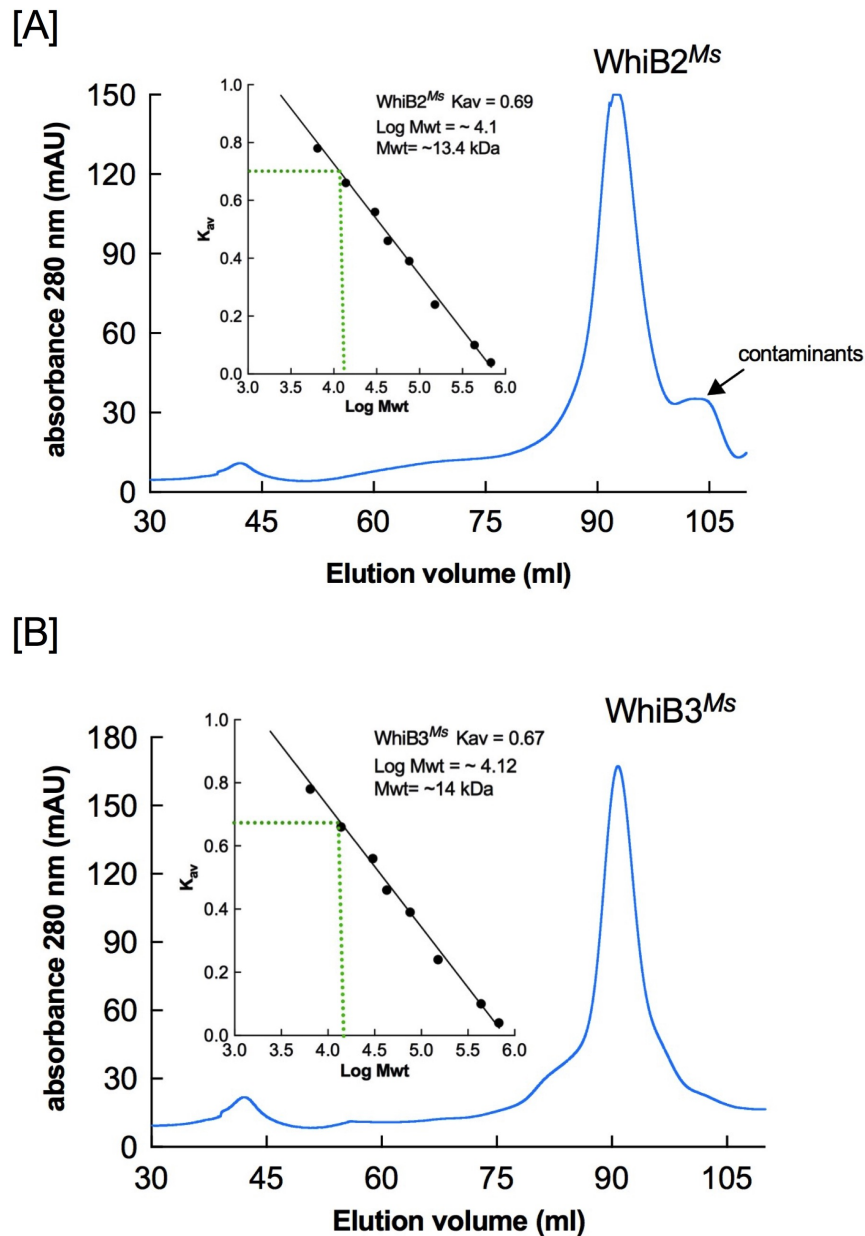 [A]
WhiB2Ms
150
120
90
60
30
0
absorbance 280 nm (mAU)
30 45 60 75 90 105
Elution volume (ml)
contaminants
1.0
0.8
0.6
0.4
0.2
0.0
Kav
3.0 3.5 4.0 4.5 5.0 5.5 6.0
Log Mwt
WhiB2Ms Kav = 0.69
Log Mwt = ~ 4.1
Mwt= ~13.4 kDa
[B]
WhiB3Ms
180
150
120
90
60
30
0
absorbance 280 nm (mAU)
30 45 60 75 90 105
Elution volume (ml)
1.0
0.8
0.6
0.4
0.2
0.0
Kav
3.0 3.5 4.0 4.5 5.0 5.5 6.0
Log Mwt
WhiB3Ms Kav = 0.67
Log Mwt = ~ 4.12
Mwt= ~14 kDa